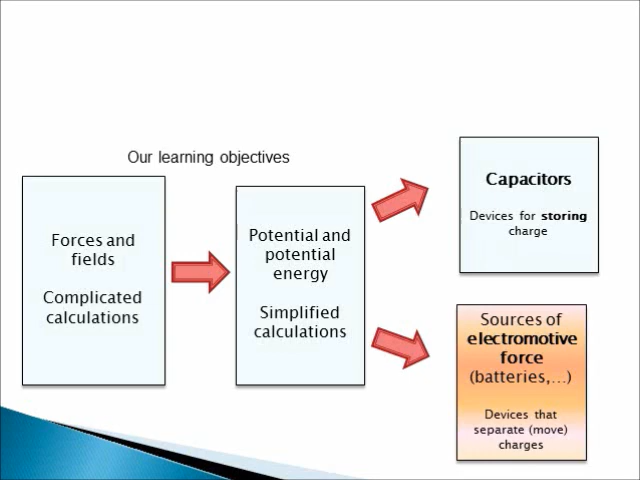 Our learning objectives
Forces and
fields
Complicated
calculations
Potential and
potential
energy
Simplified
calculations
Capacitors
Devices for storing
charge
Sources of
electromotive
force
(batteries,...)
Devices that
separate (move)
charges